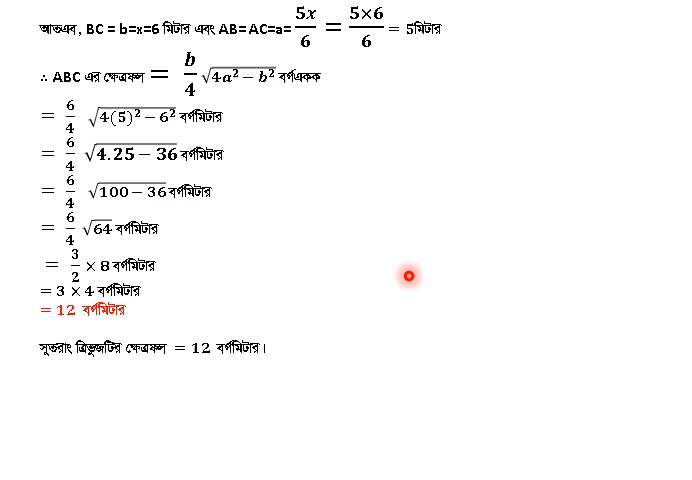 আতএব, BC = b=x=6 মিটার এবং AB= AC=a= 5x/6 = 5×6/6 = 5মিটার
∴ ABC এর ক্ষেত্রফল = b/4 √(4a² − b²) বর্গএকক
= 6/4 √(4(5)² − 6²) বর্গমিটার
= 6/4 √(4.25 − 36) বর্গমিটার
= 6/4 √(100 − 36) বর্গমিটার
= 6/4 √64 বর্গমিটার
= 3/2 × 8 বর্গমিটার
= 3 × 4 বর্গমিটার
= 12 বর্গমিটার
সুতরাং ত্রিভুজটির ক্ষেত্রফল = 12 বর্গমিটার।